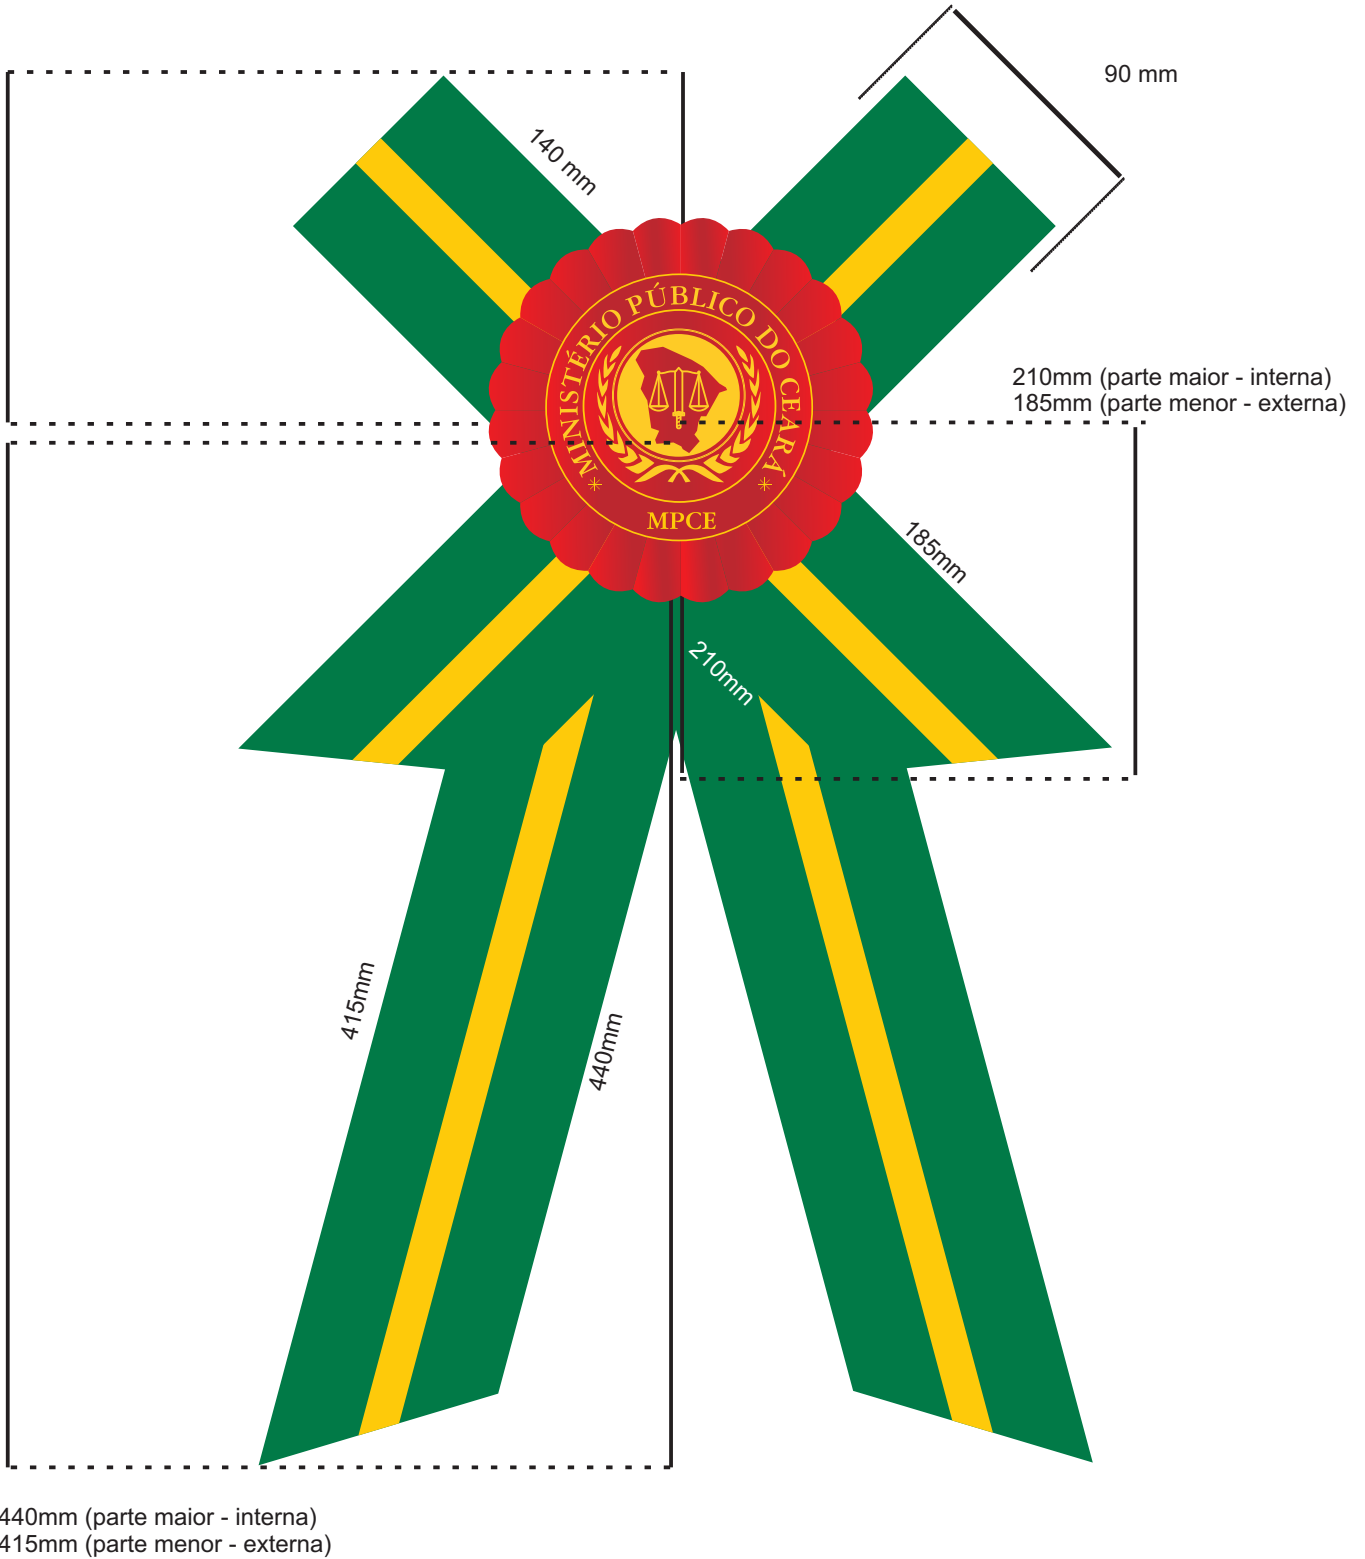 90 mm
140 mm
MINISTÉRIO PÚBLICO DO CEARÁ
MPCE
210mm (parte maior - interna)
185mm (parte menor - externa)
185mm
210mm
415mm
440mm
440mm (parte maior - interna)
415mm (parte menor - externa)